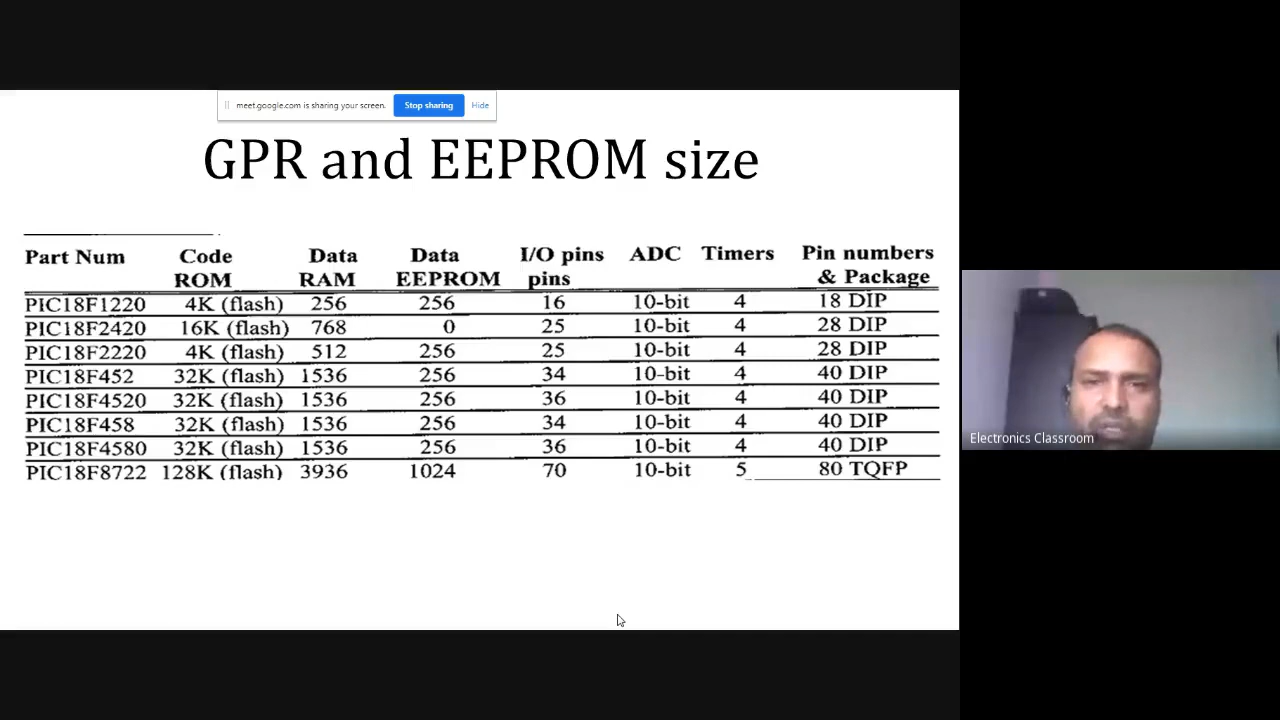 meet.google.com is sharing your screen. Stop sharing Hide
GPR and EEPROM size
Part Num Code Data Data I/O pins ADC Timers Pin numbers
ROM RAM EEPROM pins & Package
PIC18F1220 4K (flash) 256 256 16 10-bit 4 18 DIP
PIC18F2420 16K (flash) 768 0 25 10-bit 4 28 DIP
PIC18F2220 4K (flash) 512 256 25 10-bit 4 28 DIP
PIC18F452 32K (flash) 1536 256 34 10-bit 4 40 DIP
PIC18F4520 32K (flash) 1536 256 36 10-bit 4 40 DIP
PIC18F458 32K (flash) 1536 256 34 10-bit 4 40 DIP
PIC18F4580 32K (flash) 1536 256 36 10-bit 4 40 DIP
PIC18F8722 128K (flash) 3936 1024 70 10-bit 5 80 TQFP
Electronics Classroom